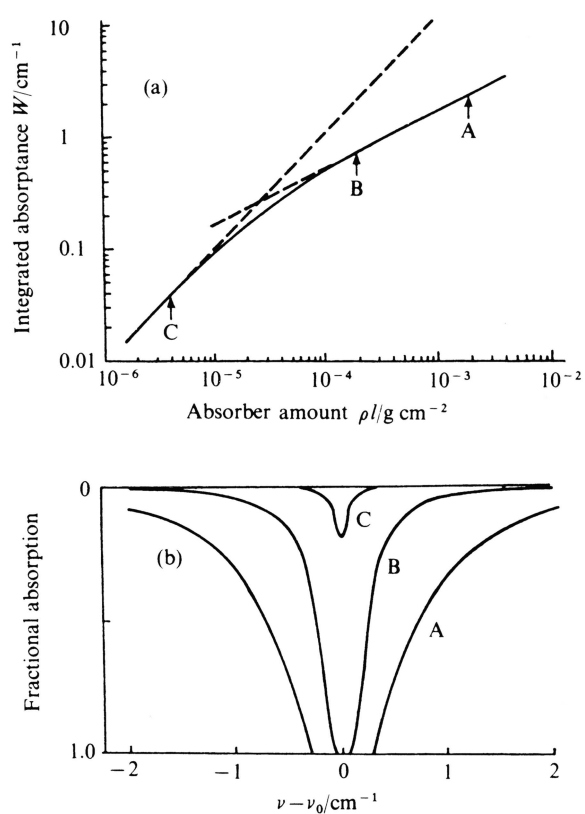 10
(a)
A
1
B
0.1
C
0.01
10⁻⁶ 10⁻⁵ 10⁻⁴ 10⁻³ 10⁻²
Integrated absorptance W/cm⁻¹
Absorber amount ρl/g cm⁻²
0
C
(b)
B
A
1.0
−2 −1 0 1 2
Fractional absorption
ν−ν₀/cm⁻¹